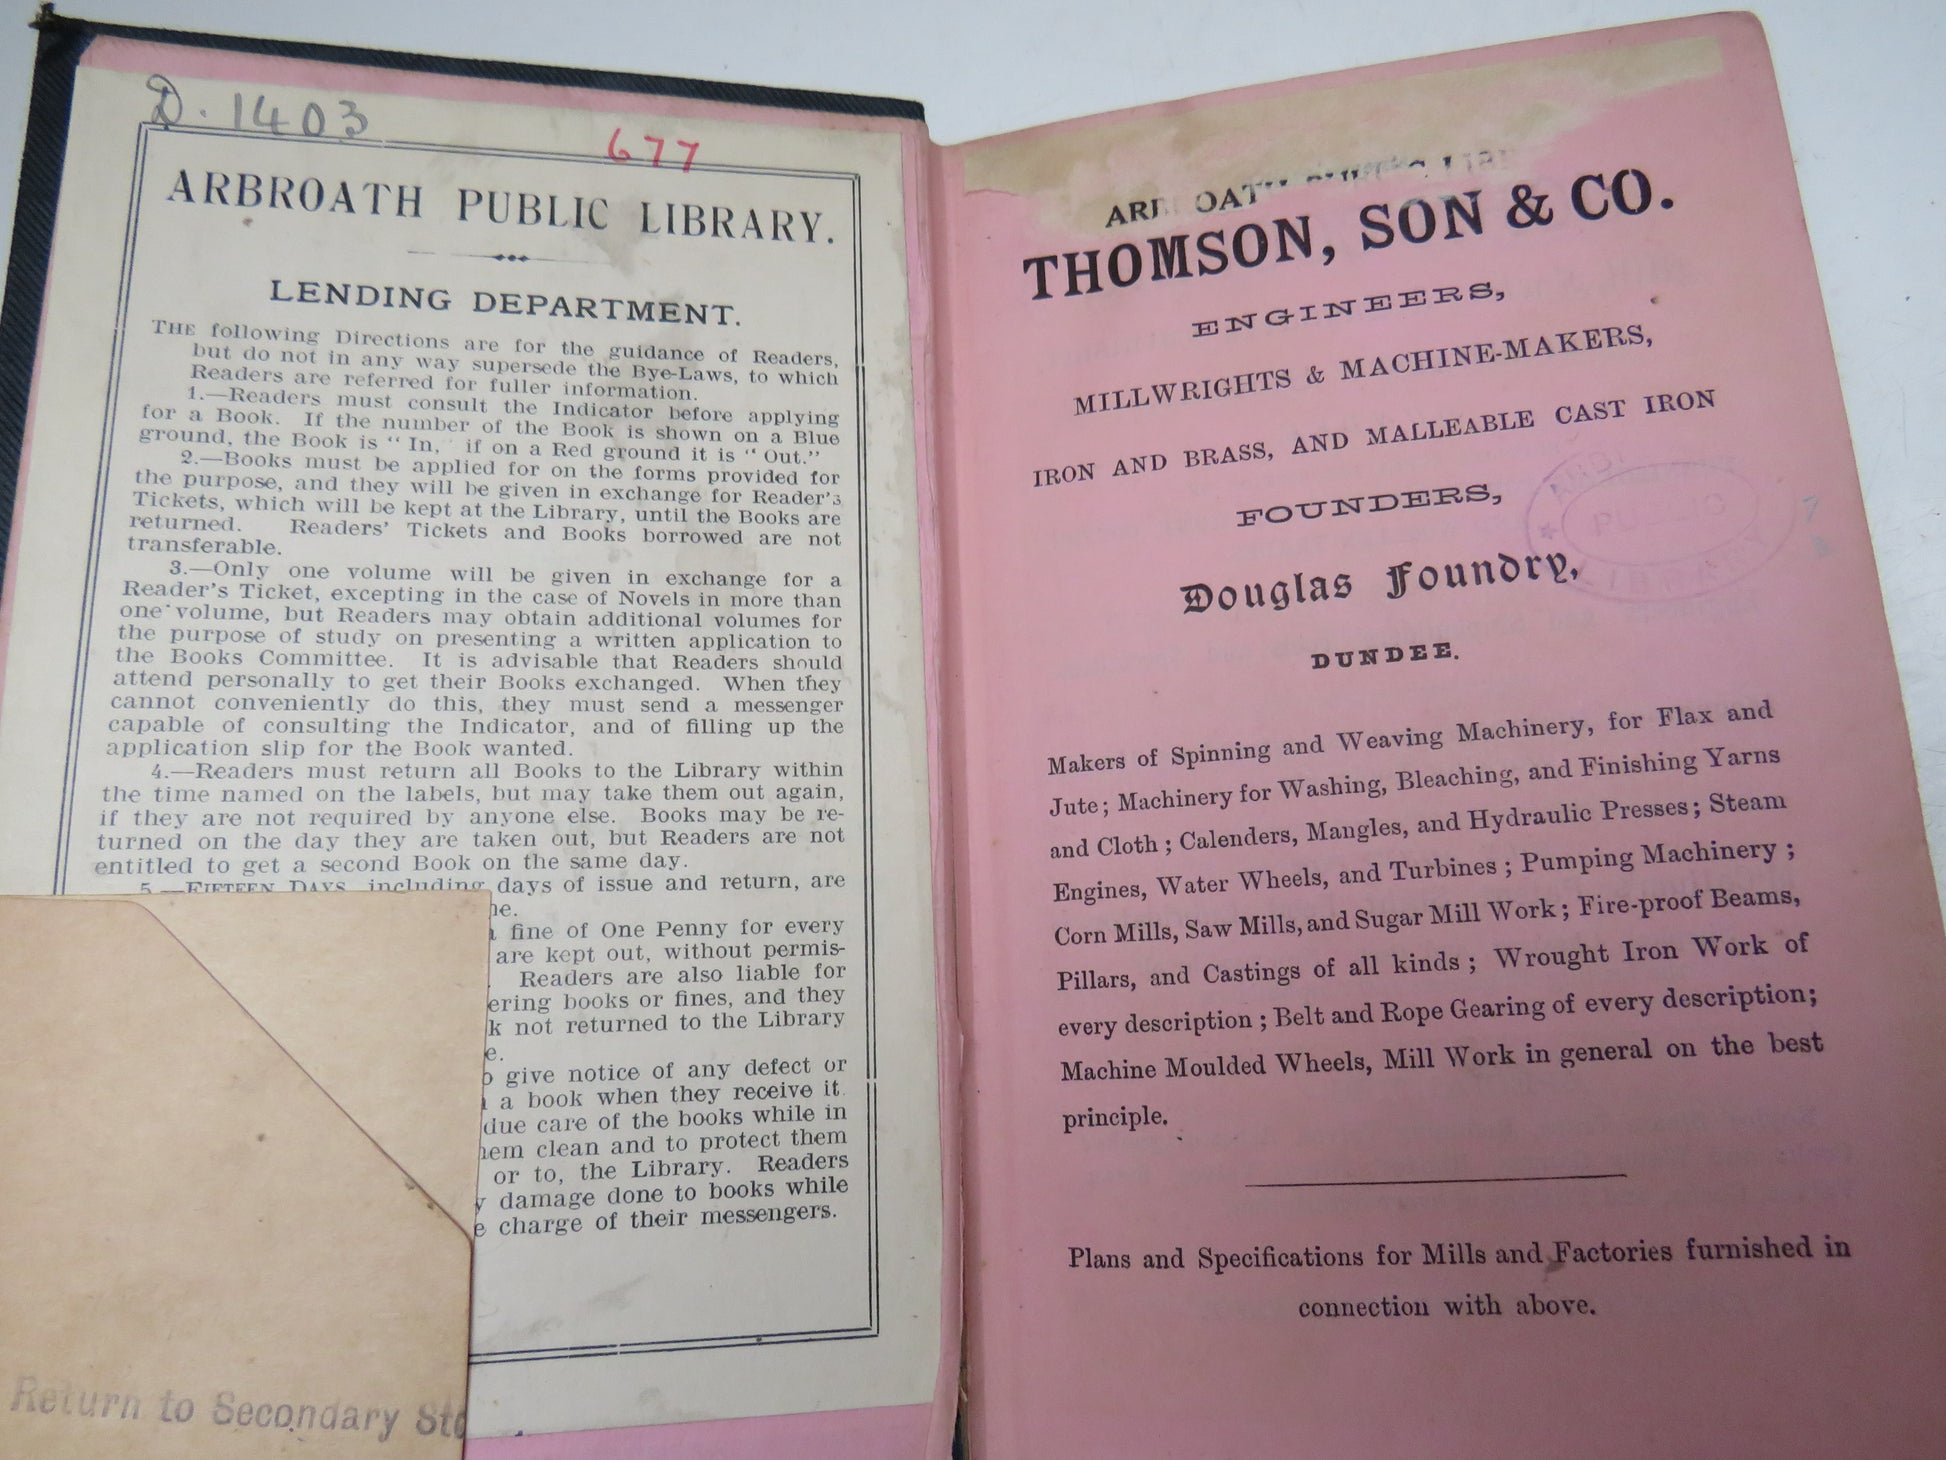 D. 1403
677
ARBROATH PUBLIC LIBRARY.
LENDING DEPARTMENT.
THE following Directions are for the guidance of Readers,
but do not in any way supersede the Bye-Laws, to which
Readers are referred for fuller information.
1.—Readers must consult the Indicator before applying
for a Book. If the number of the Book is shown on a Blue
ground, the Book is "In, if on a Red ground it is "Out."
2.—Books must be applied for on the forms provided for
the purpose, and they will be given in exchange for Reader's
Tickets, which will be kept at the Library, until the Books are
returned. Readers' Tickets and Books borrowed are not
transferable.
3.—Only one volume will be given in exchange for a
Reader's Ticket, excepting in the case of Novels in more than
one volume, but Readers may obtain additional volumes for
the purpose of study on presenting a written application to
the Books Committee. It is advisable that Readers should
attend personally to get their Books exchanged. When they
cannot conveniently do this, they must send a messenger
capable of consulting the Indicator, and of filling up the
application slip for the Book wanted.
4.—Readers must return all Books to the Library within
the time named on the labels, but may take them out again,
if they are not required by anyone else. Books may be re-
turned on the day they are taken out, but Readers are not
entitled to get a second Book on the same day.
5.—FIFTEEN DAYS, including days of issue and return, are
fine of One Penny for every
are kept out, without permis-
Readers are also liable for
ering books or fines, and they
k not returned to the Library
give notice of any defect or
a book when they receive it.
due care of the books while in
hem clean and to protect them
or to, the Library. Readers
y damage done to books while
e charge of their messengers.
Return to Secondary Sto
THOMSON, SON & CO.
ENGINEERS,
MILLWRIGHTS & MACHINE-MAKERS,
IRON AND BRASS, AND MALLEABLE CAST IRON
FOUNDERS,
Douglas Foundry,
DUNDEE.
Makers of Spinning and Weaving Machinery, for Flax and
Jute; Machinery for Washing, Bleaching, and Finishing Yarns
and Cloth; Calenders, Mangles, and Hydraulic Presses; Steam
Engines, Water Wheels, and Turbines; Pumping Machinery;
Corn Mills, Saw Mills, and Sugar Mill Work; Fire-proof Beams,
Pillars, and Castings of all kinds; Wrought Iron Work of
every description; Belt and Rope Gearing of every description;
Machine Moulded Wheels, Mill Work in general on the best
principle.
Plans and Specifications for Mills and Factories furnished in
connection with above.